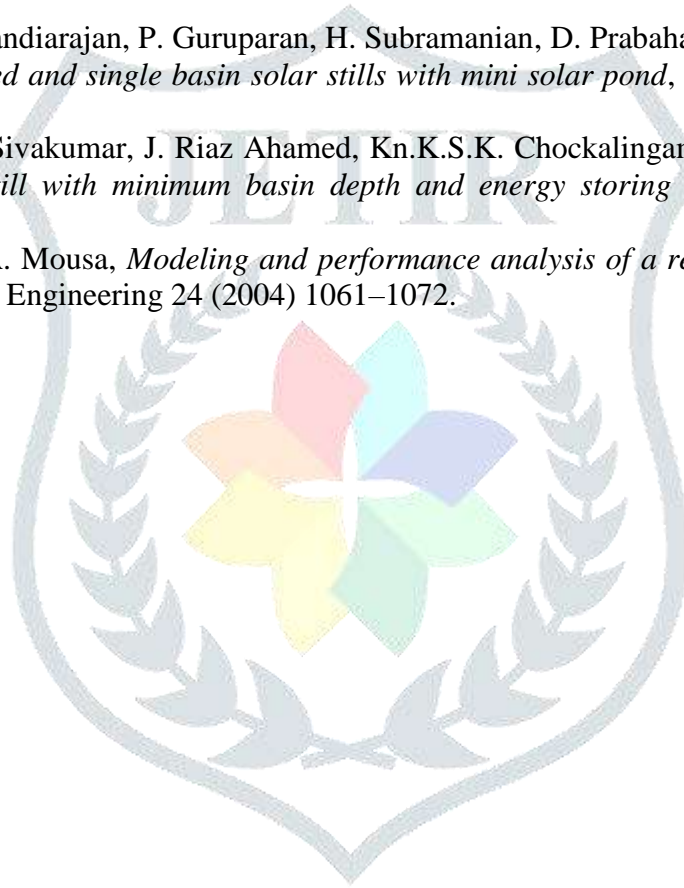 andiarajan, P. Guruparan, H. Subramanian, D. Prabaha
ed and single basin solar stills with mini solar pond,
Sivakumar, J. Riaz Ahamed, Kn.K.S.K. Chockalingam
till with minimum basin depth and energy storing
. Mousa, Modeling and performance analysis of a re
Engineering 24 (2004) 1061–1072.
JETIR